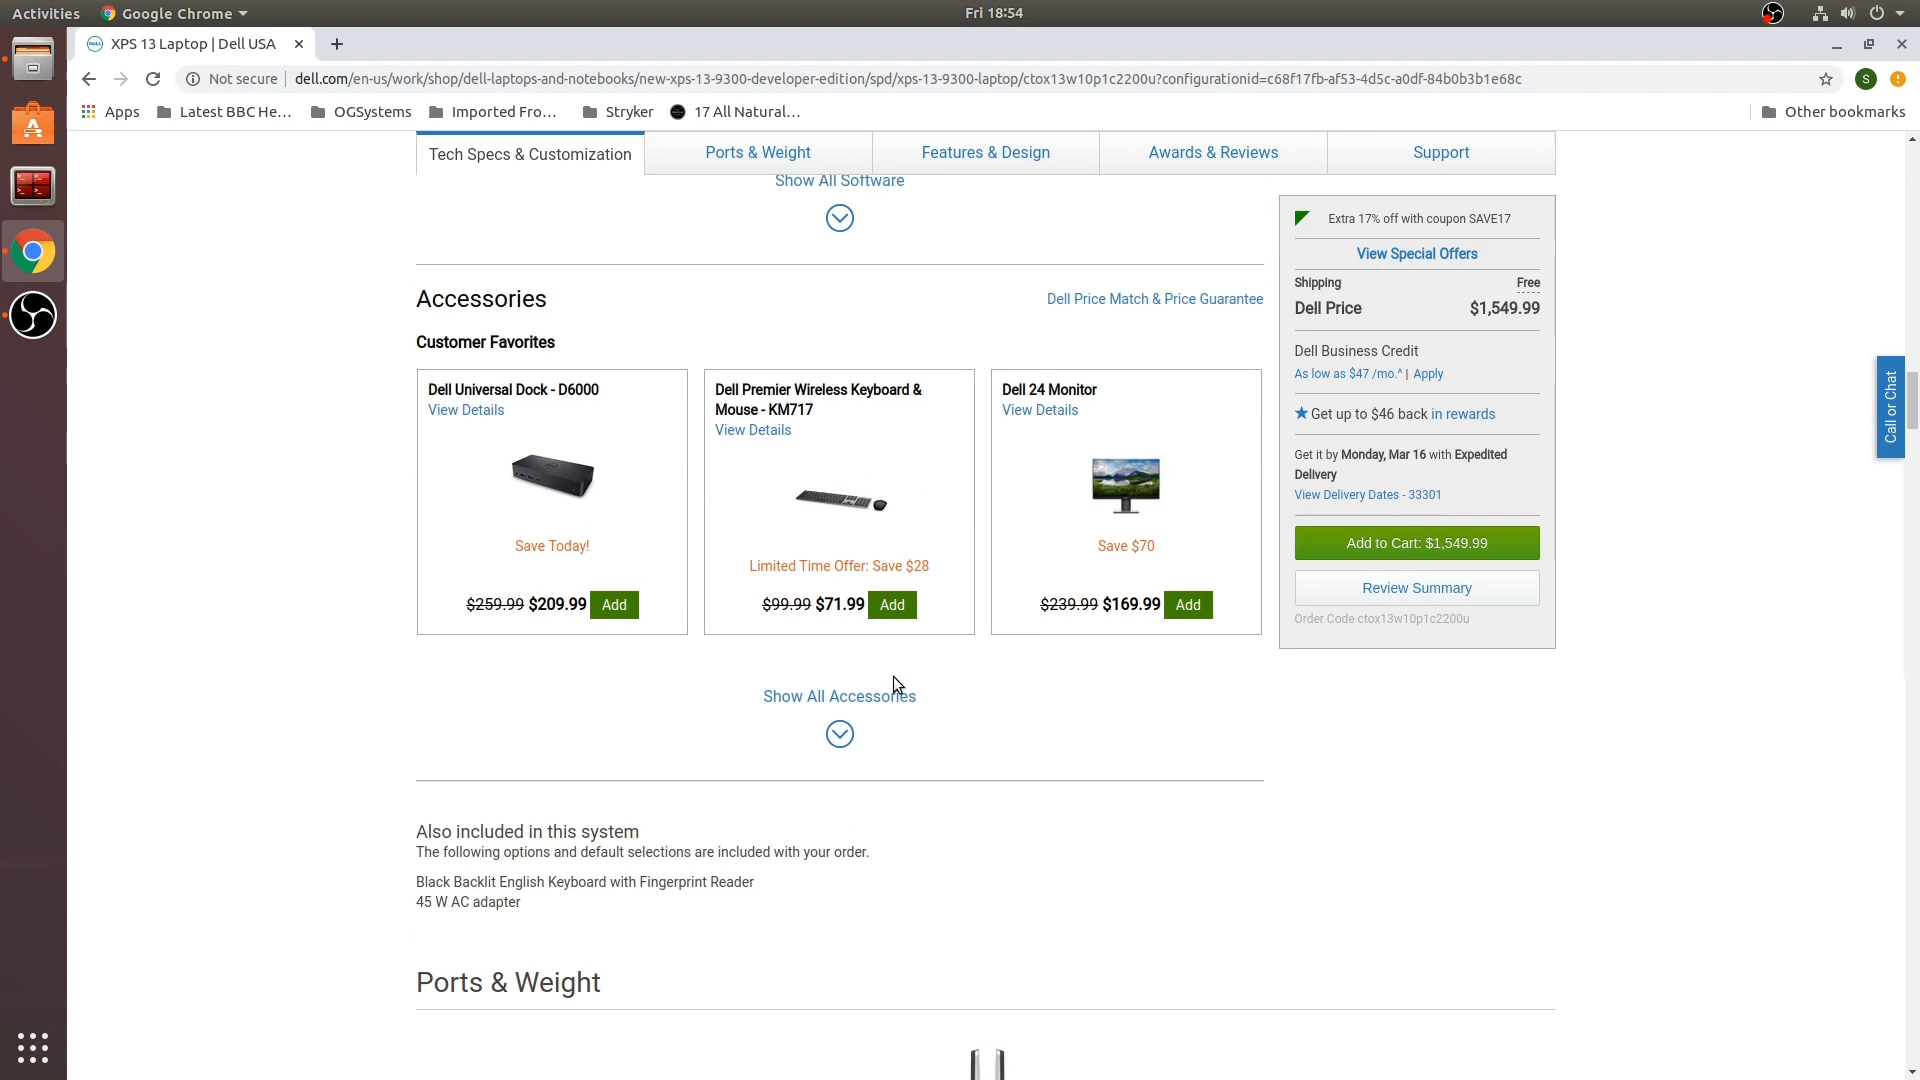 Activities
Google Chrome
Fri 18:54
XPS 13 Laptop | Dell USA
Not secure
dell.com/en-us/work/shop/dell-laptops-and-notebooks/new-xps-13-9300-developer-edition/spd/xps-13-9300-laptop/ctox13w10p1c2200u?configurationid=c68f17fb-af53-4d5c-a0df-84b0b3b1e68c
S
Apps
Latest BBC He...
OGSystems
Imported Fro...
Stryker
17 All Natural...
Other bookmarks
Tech Specs & Customization
Ports & Weight
Features & Design
Awards & Reviews
Support
Show All Software
Accessories
Dell Price Match & Price Guarantee
Customer Favorites
Dell Universal Dock - D6000
View Details
Save Today!
$259.99 $209.99 Add
Dell Premier Wireless Keyboard &
Mouse - KM717
View Details
Limited Time Offer: Save $28
$99.99 $71.99 Add
Dell 24 Monitor
View Details
Save $70
$239.99 $169.99 Add
Show All Accessories
Also included in this system
The following options and default selections are included with your order.
Black Backlit English Keyboard with Fingerprint Reader
45 W AC adapter
Ports & Weight
Extra 17% off with coupon SAVE17
View Special Offers
Shipping Free
Dell Price $1,549.99
Dell Business Credit
As low as $47 /mo.^ | Apply
Get up to $46 back in rewards
Get it by Monday, Mar 16 with Expedited
Delivery
View Delivery Dates - 33301
Add to Cart: $1,549.99
Review Summary
Order Code ctox13w10p1c2200u
Call or Chat